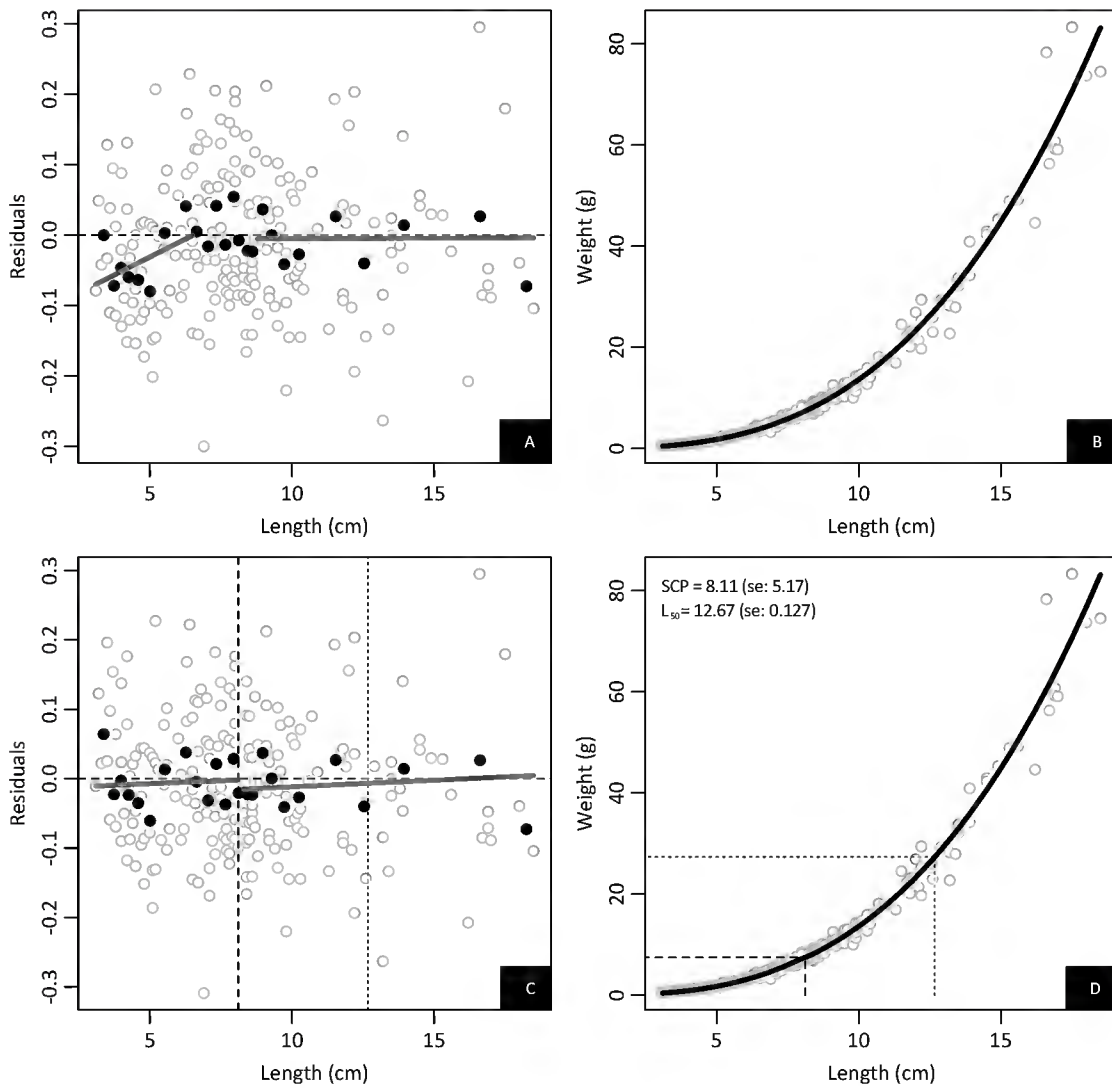 0.3
0.2
0.1
0.0
-0.1
-0.2
-0.3
Residuals
5
10
15
Length (cm)
A
80
60
40
20
0
Weight (g)
5
10
15
Length (cm)
B
0.3
0.2
0.1
0.0
-0.1
-0.2
-0.3
Residuals
5
10
15
Length (cm)
C
SCP = 8.11 (se: 5.17)
L50= 12.67 (se: 0.127)
80
60
40
20
0
Weight (g)
5
10
15
Length (cm)
D